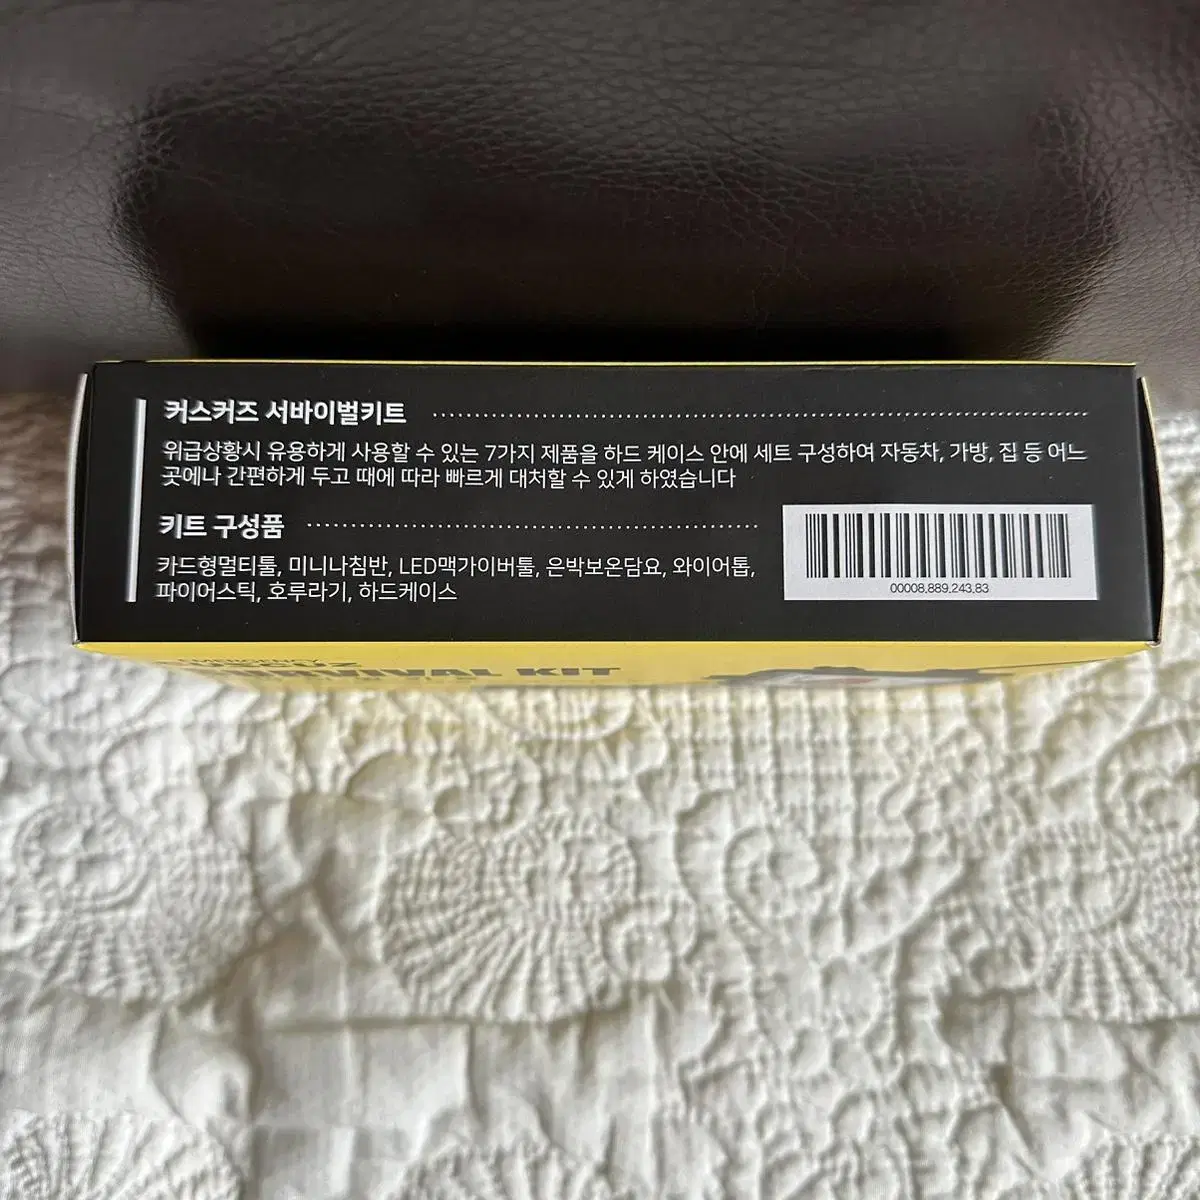 커스커즈 서바이벌키트
위급상황시 유용하게 사용할 수 있는 7가지 제품을 하드 케이스 안에 세트 구성하여 자동차, 가방, 집 등 어느
곳에나 간편하게 두고 때에 따라 빠르게 대처할 수 있게 하였습니다
키트 구성품
카드형멀티툴, 미니나침반, LED맥가이버툴, 은박보온담요, 와이어톱,
파이어스틱, 호루라기, 하드케이스
00008.889.243.83
EMERGENCY
SURVIVAL KIT